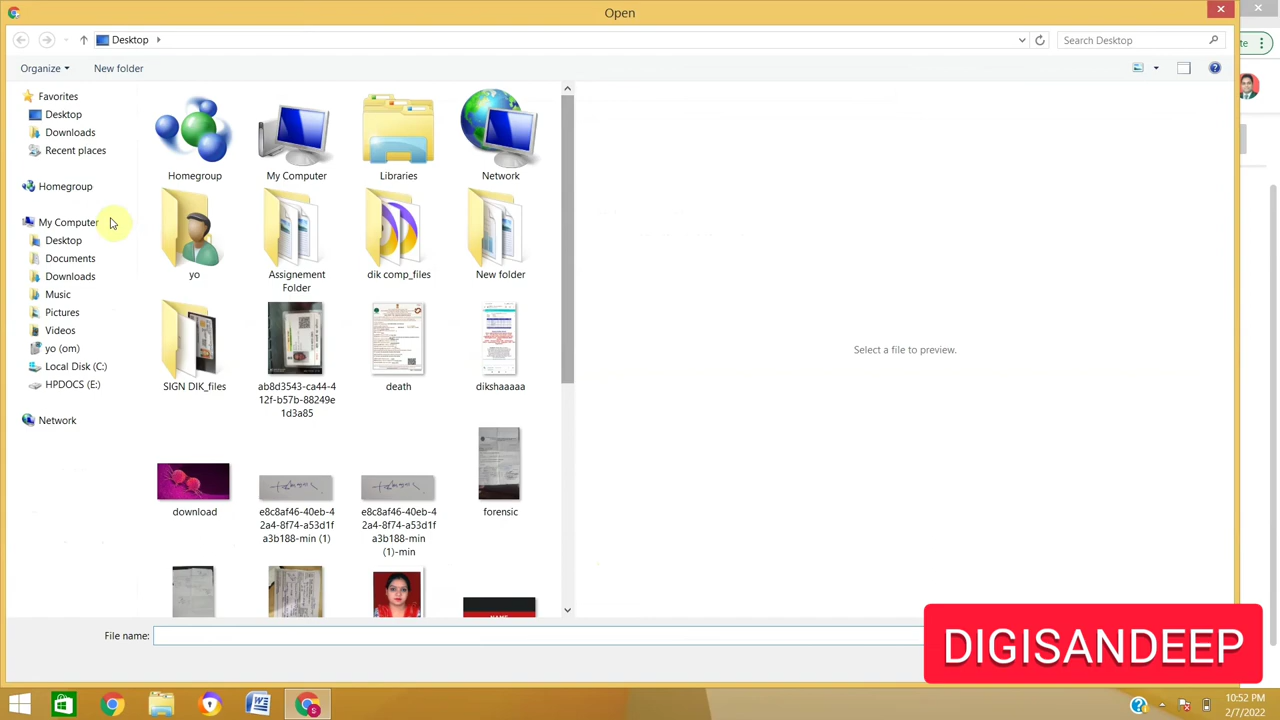 Open
Desktop
Search Desktop
te
Organize
New folder
Favorites
Desktop
Downloads
Recent places
Homegroup
My Computer
Desktop
Documents
Downloads
Music
Pictures
Videos
yo (om)
Local Disk (C:)
HPDOCS (E:)
Network
Homegroup
My Computer
Libraries
Network
yo
Assignement
Folder
dik comp_files
New folder
SIGN DIK_files
ab8d3543-ca44-4
12f-b57b-88249e
1d3a85
death
dikshaaaaa
download
e8c8af46-40eb-4
2a4-8f74-a53d1f
a3b188-min (1)
e8c8af46-40eb-4
2a4-8f74-a53d1f
a3b188-min
(1)-min
forensic
Select a file to preview.
File name:
DIGISANDEEP
10:52 PM
2/7/2022